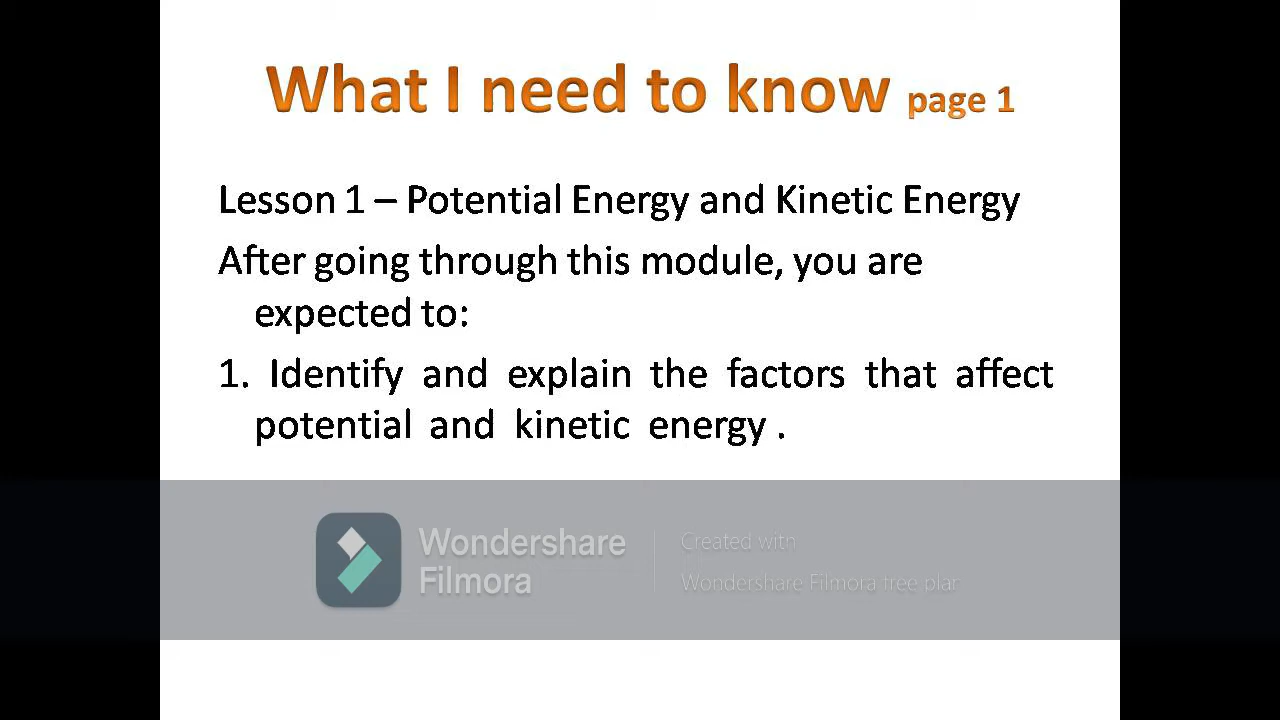 What I need to know page 1
Lesson 1 – Potential Energy and Kinetic Energy
After going through this module, you are
expected to:
1. Identify and explain the factors that affect
potential and kinetic energy .
Wondershare
Filmora
Created with
Wondershare Filmora free plan